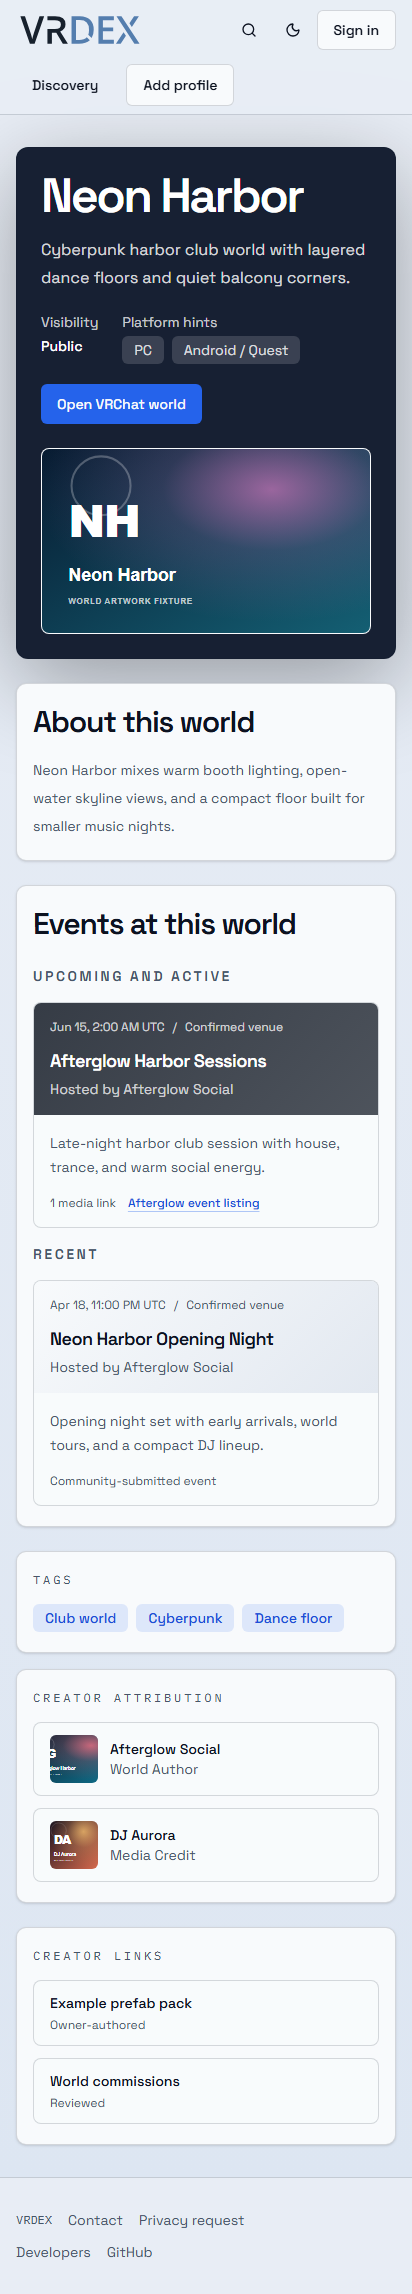 VRDEX
Sign in
Discovery
Add profile
Neon Harbor
Cyberpunk harbor club world with layered
dance floors and quiet balcony corners.
Visibility
Platform hints
Public
PC
Android / Quest
Open VRChat world
NH
Neon Harbor
WORLD ARTWORK FIXTURE
About this world
Neon Harbor mixes warm booth lighting, open-
water skyline views, and a compact floor built for
smaller music nights.
Events at this world
UPCOMING AND ACTIVE
Jun 15, 2:00 AM UTC / Confirmed venue
Afterglow Harbor Sessions
Hosted by Afterglow Social
Late-night harbor club session with house,
trance, and warm social energy.
1 media link Afterglow event listing
RECENT
Apr 18, 11:00 PM UTC / Confirmed venue
Neon Harbor Opening Night
Hosted by Afterglow Social
Opening night set with early arrivals, world
tours, and a compact DJ lineup.
Community-submitted event
TAGS
Club world
Cyberpunk
Dance floor
CREATOR ATTRIBUTION
Afterglow Social
World Author
DA
DJ Aurora
DJ Aurora
Media Credit
CREATOR LINKS
Example prefab pack
Owner-authored
World commissions
Reviewed
VRDEX Contact Privacy request
Developers GitHub